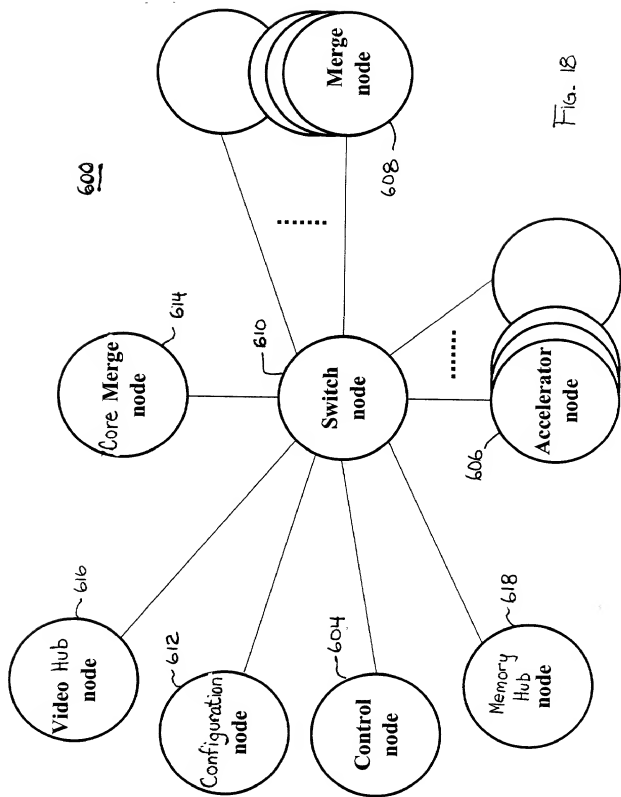 600
Video Hub
node
616
Core Merge
node
614
Merge
node
608
Configuration
node
612
Switch
node
610
Control
node
604
Memory
Hub
node
618
Accelerator
node
606
Fig. 18